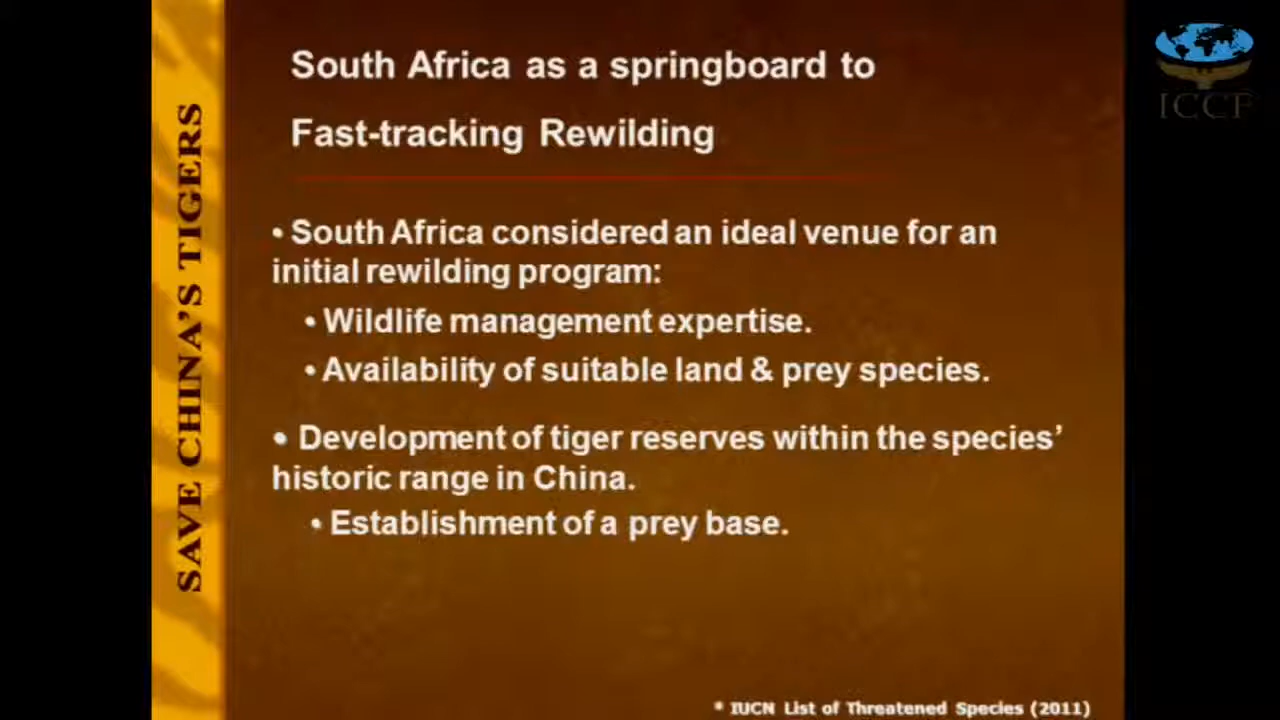 South Africa as a springboard to
Fast-tracking Rewilding
• South Africa considered an ideal venue for an
initial rewilding program:
• Wildlife management expertise.
• Availability of suitable land & prey species.
• Development of tiger reserves within the species’
historic range in China.
• Establishment of a prey base.
* IUCN List of Threatened Species (2011)
SAVE CHINA’S TIGERS
ICCF